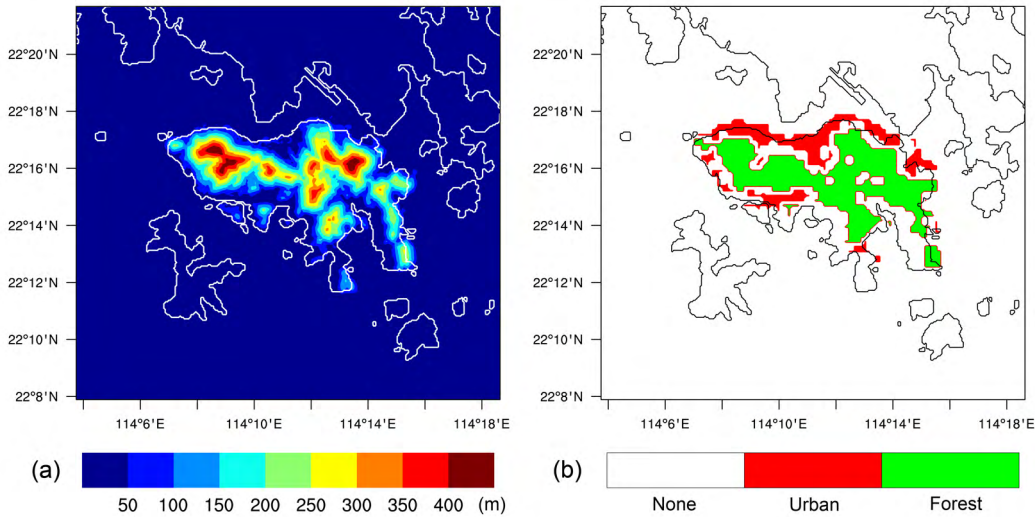 22°20'N
22°18'N
22°16'N
22°14'N
22°12'N
22°10'N
22°8'N
114°6'E 114°10'E 114°14'E 114°18'E
(a)
50 100 150 200 250 300 350 400 (m)
22°20'N
22°18'N
22°16'N
22°14'N
22°12'N
22°10'N
22°8'N
114°6'E 114°10'E 114°14'E 114°18'E
(b)
None Urban Forest